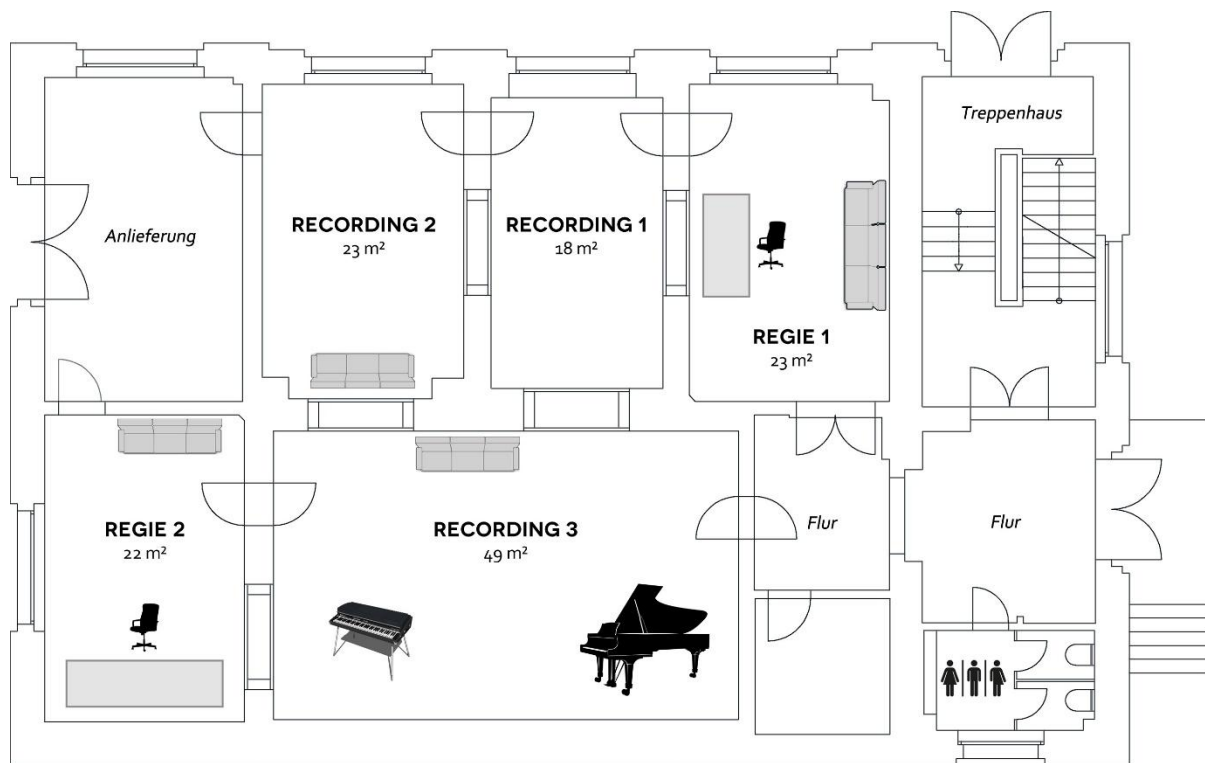 Treppenhaus
Anlieferung
RECORDING 2
23 m²
RECORDING 1
18 m²
REGIE 1
23 m²
REGIE 2
22 m²
RECORDING 3
49 m²
Flur
Flur